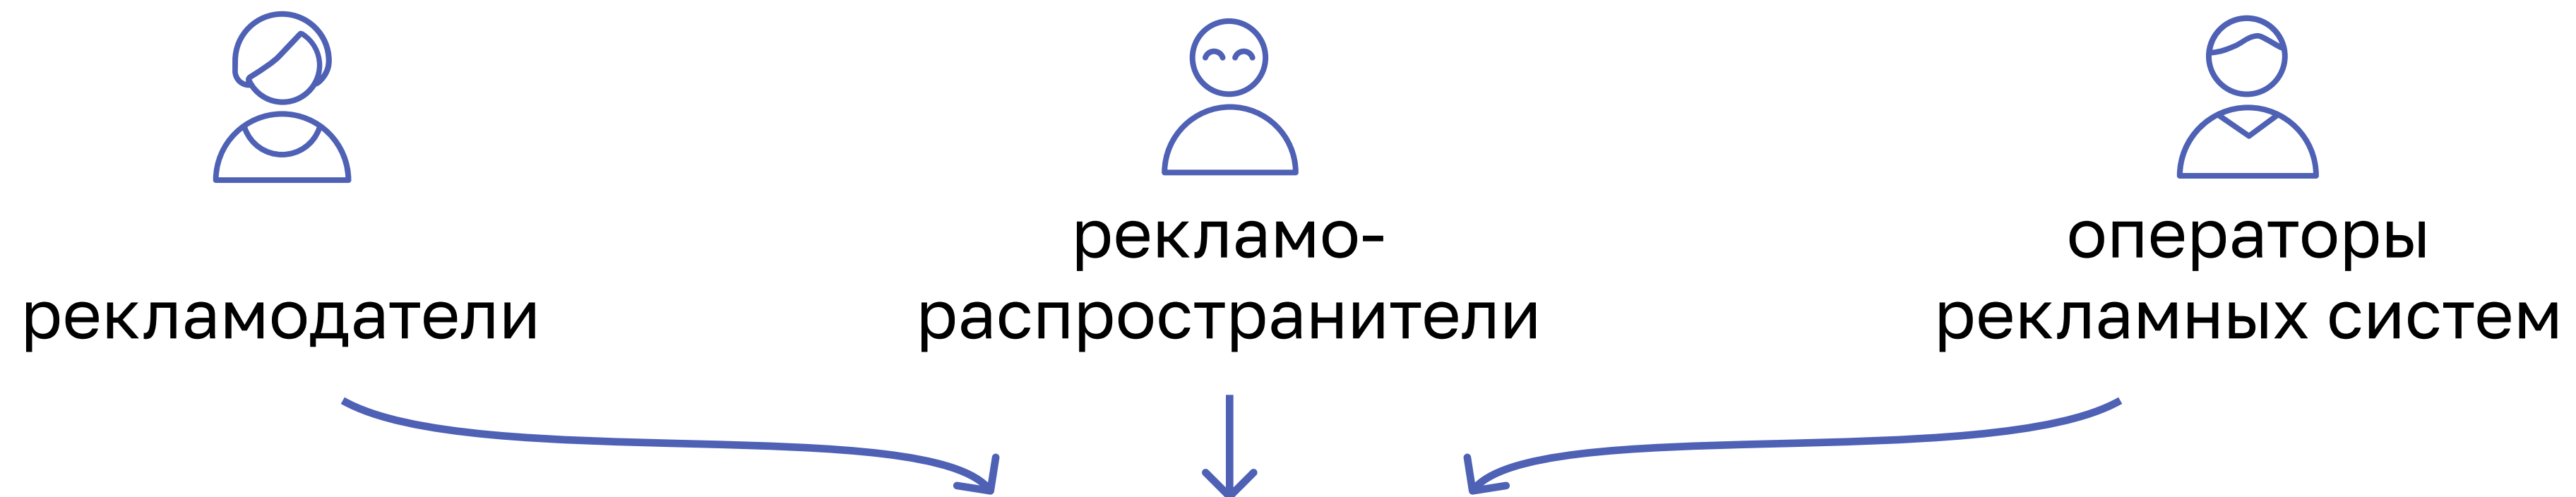 рекламодатели
рекламо-
распространители
операторы
рекламных систем